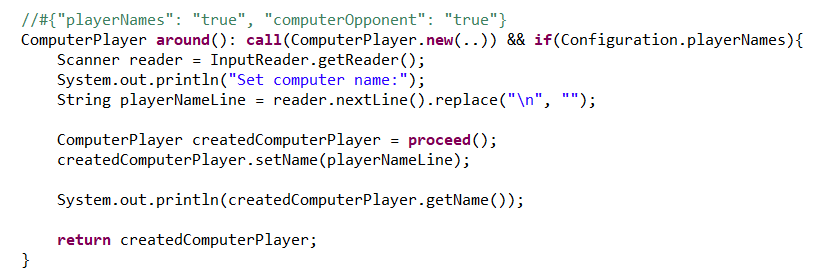 //#{"playerNames": "true", "computerOpponent": "true"}
ComputerPlayer around(): call(ComputerPlayer.new(..)) && if(Configuration.playerNames){
    Scanner reader = InputReader.getReader();
    System.out.println("Set computer name:");
    String playerNameLine = reader.nextLine().replace("\n", "");

    ComputerPlayer createdComputerPlayer = proceed();
    createdComputerPlayer.setName(playerNameLine);

    System.out.println(createdComputerPlayer.getName());

    return createdComputerPlayer;
}